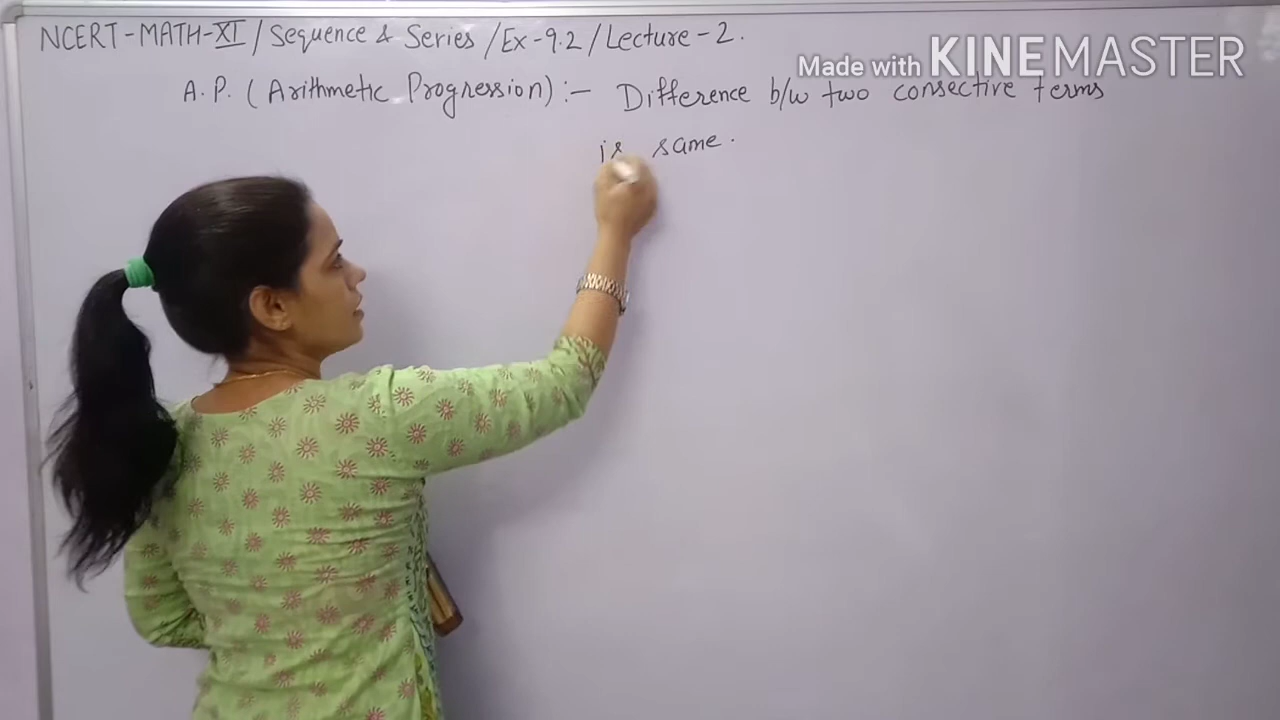 NCERT-MATH-XI / Sequence & Series / Ex-9.2 / Lecture-2.
Made with KINEMASTER
A.P. (Arithmetic Progression) :- Difference b/w two consective terms
is same.